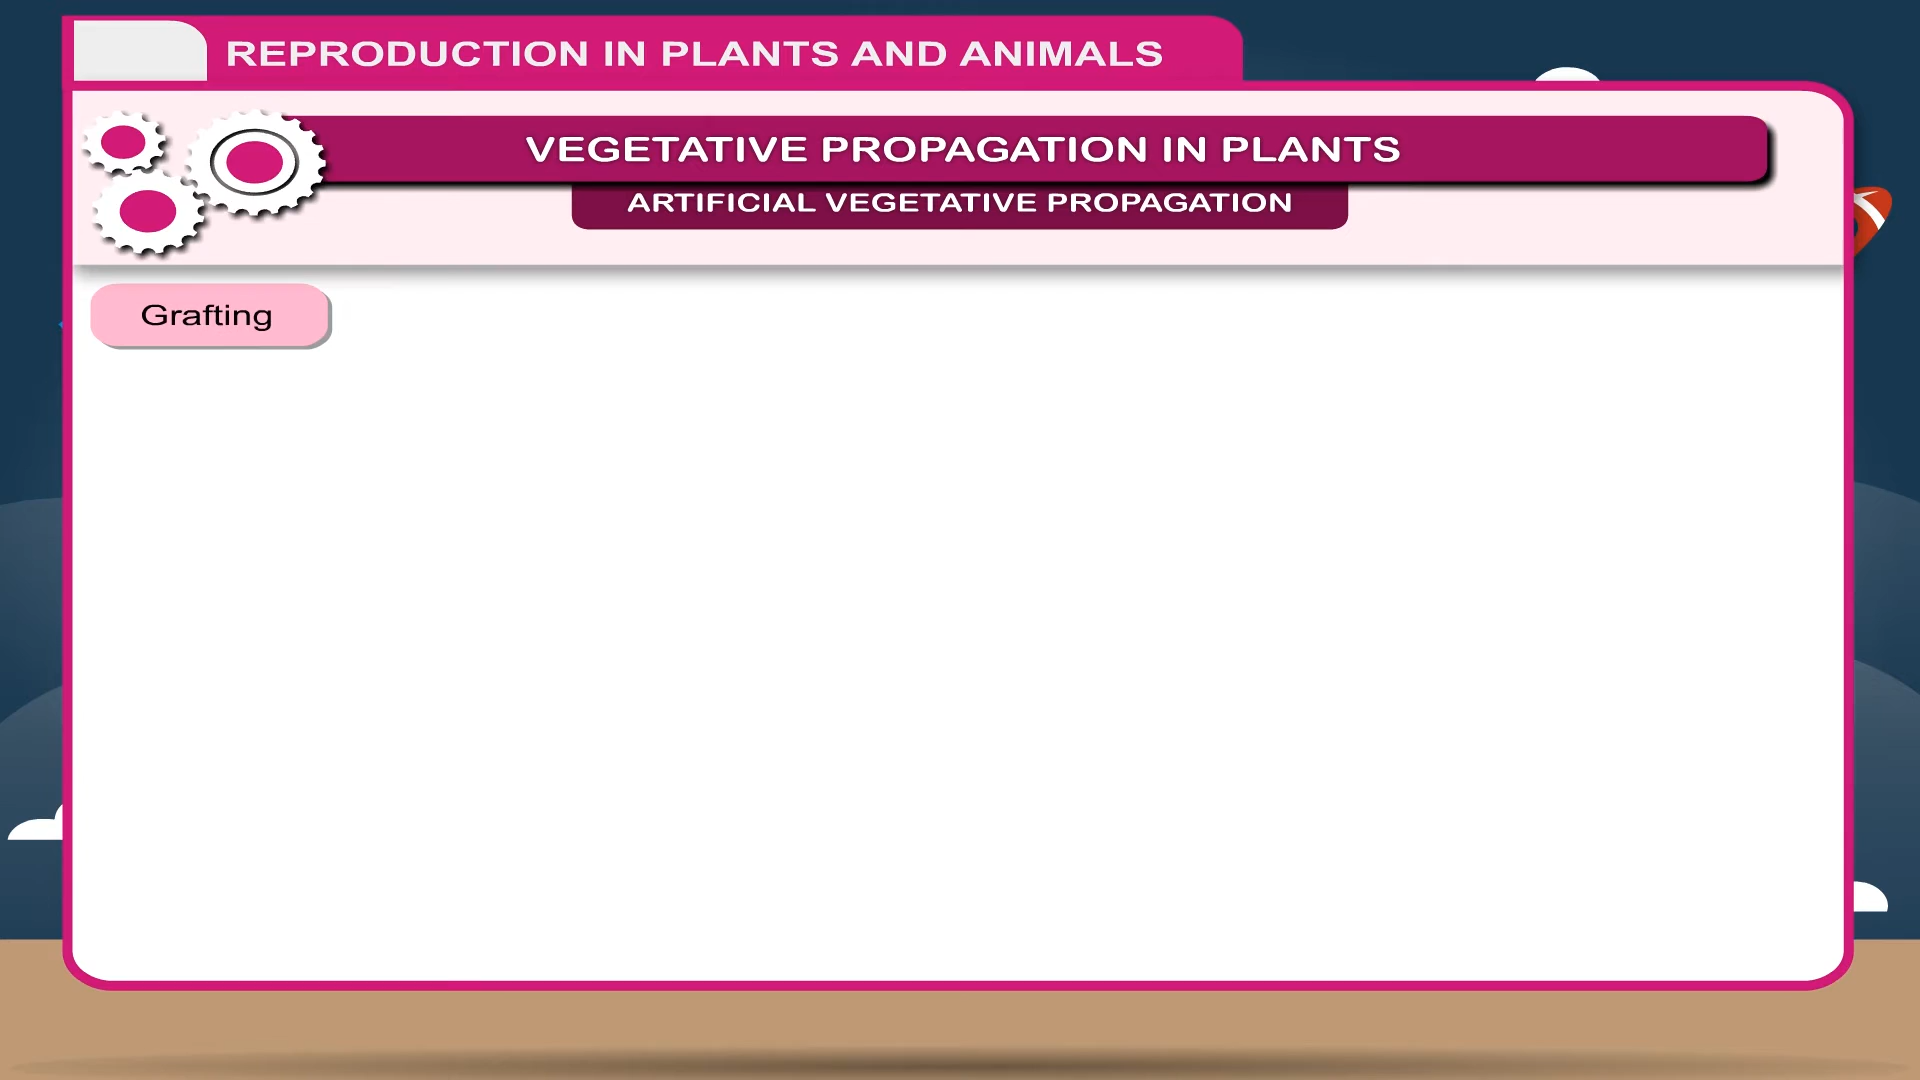 REPRODUCTION IN PLANTS AND ANIMALS
VEGETATIVE PROPAGATION IN PLANTS
ARTIFICIAL VEGETATIVE PROPAGATION
Grafting